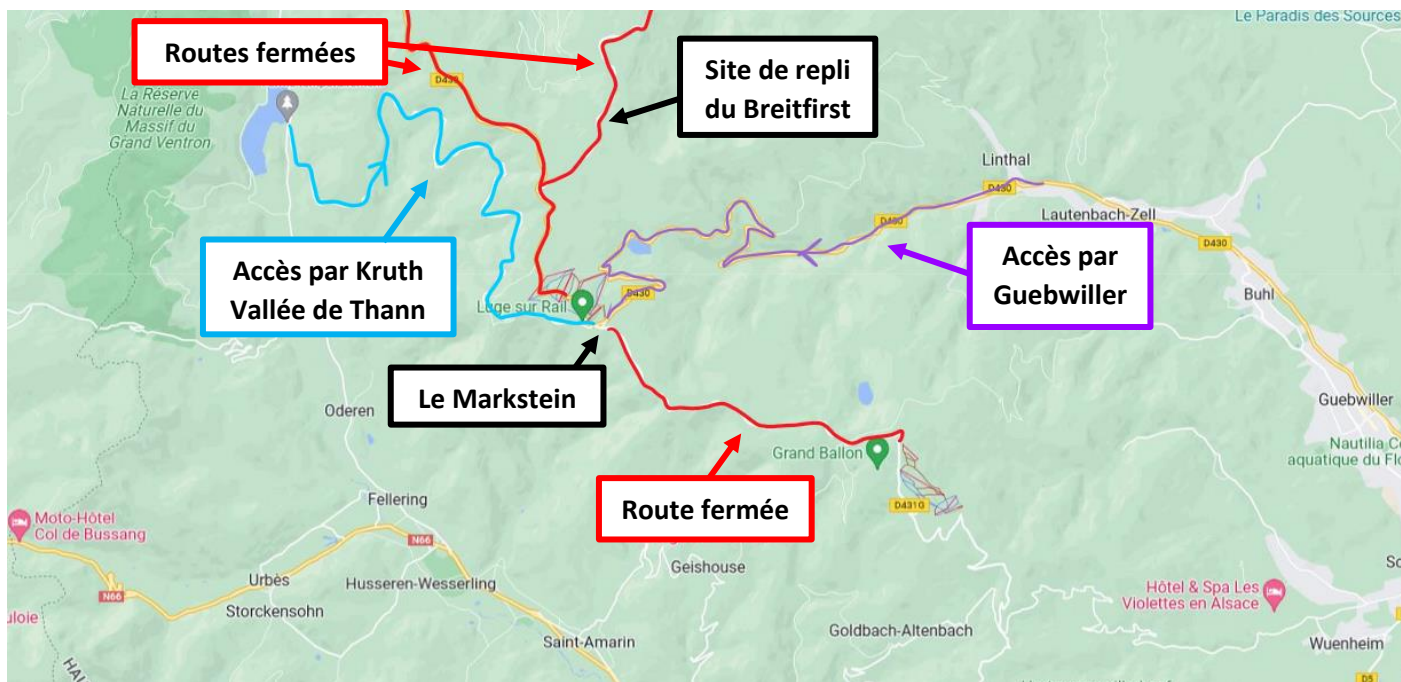 Le Paradis des Sources
Routes fermées
D430
Site de repli
du Breitfirst
La Réserve
Naturelle du
Massif du
Grand Ventron
Linthal
D430
Lautenbach-Zell
D430
D430
Accès par Kruth
Vallée de Thann
Accès par
Guebwiller
Buhl
D430
Luge sur Rail
Le Markstein
Oderen
Guebwiller
Grand Ballon
Nautilia
aquatique du
Fellering
D431G
Route fermée
Moto-Hôtel
Col de Bussang
N66
Geishouse
Urbès
Husseren-Wesserling
N66
Storckensohn
Hôtel & Spa Les
Violettes en Alsace
Goldbach-Altenbach
Saint-Amarin
Wuenheim
D5